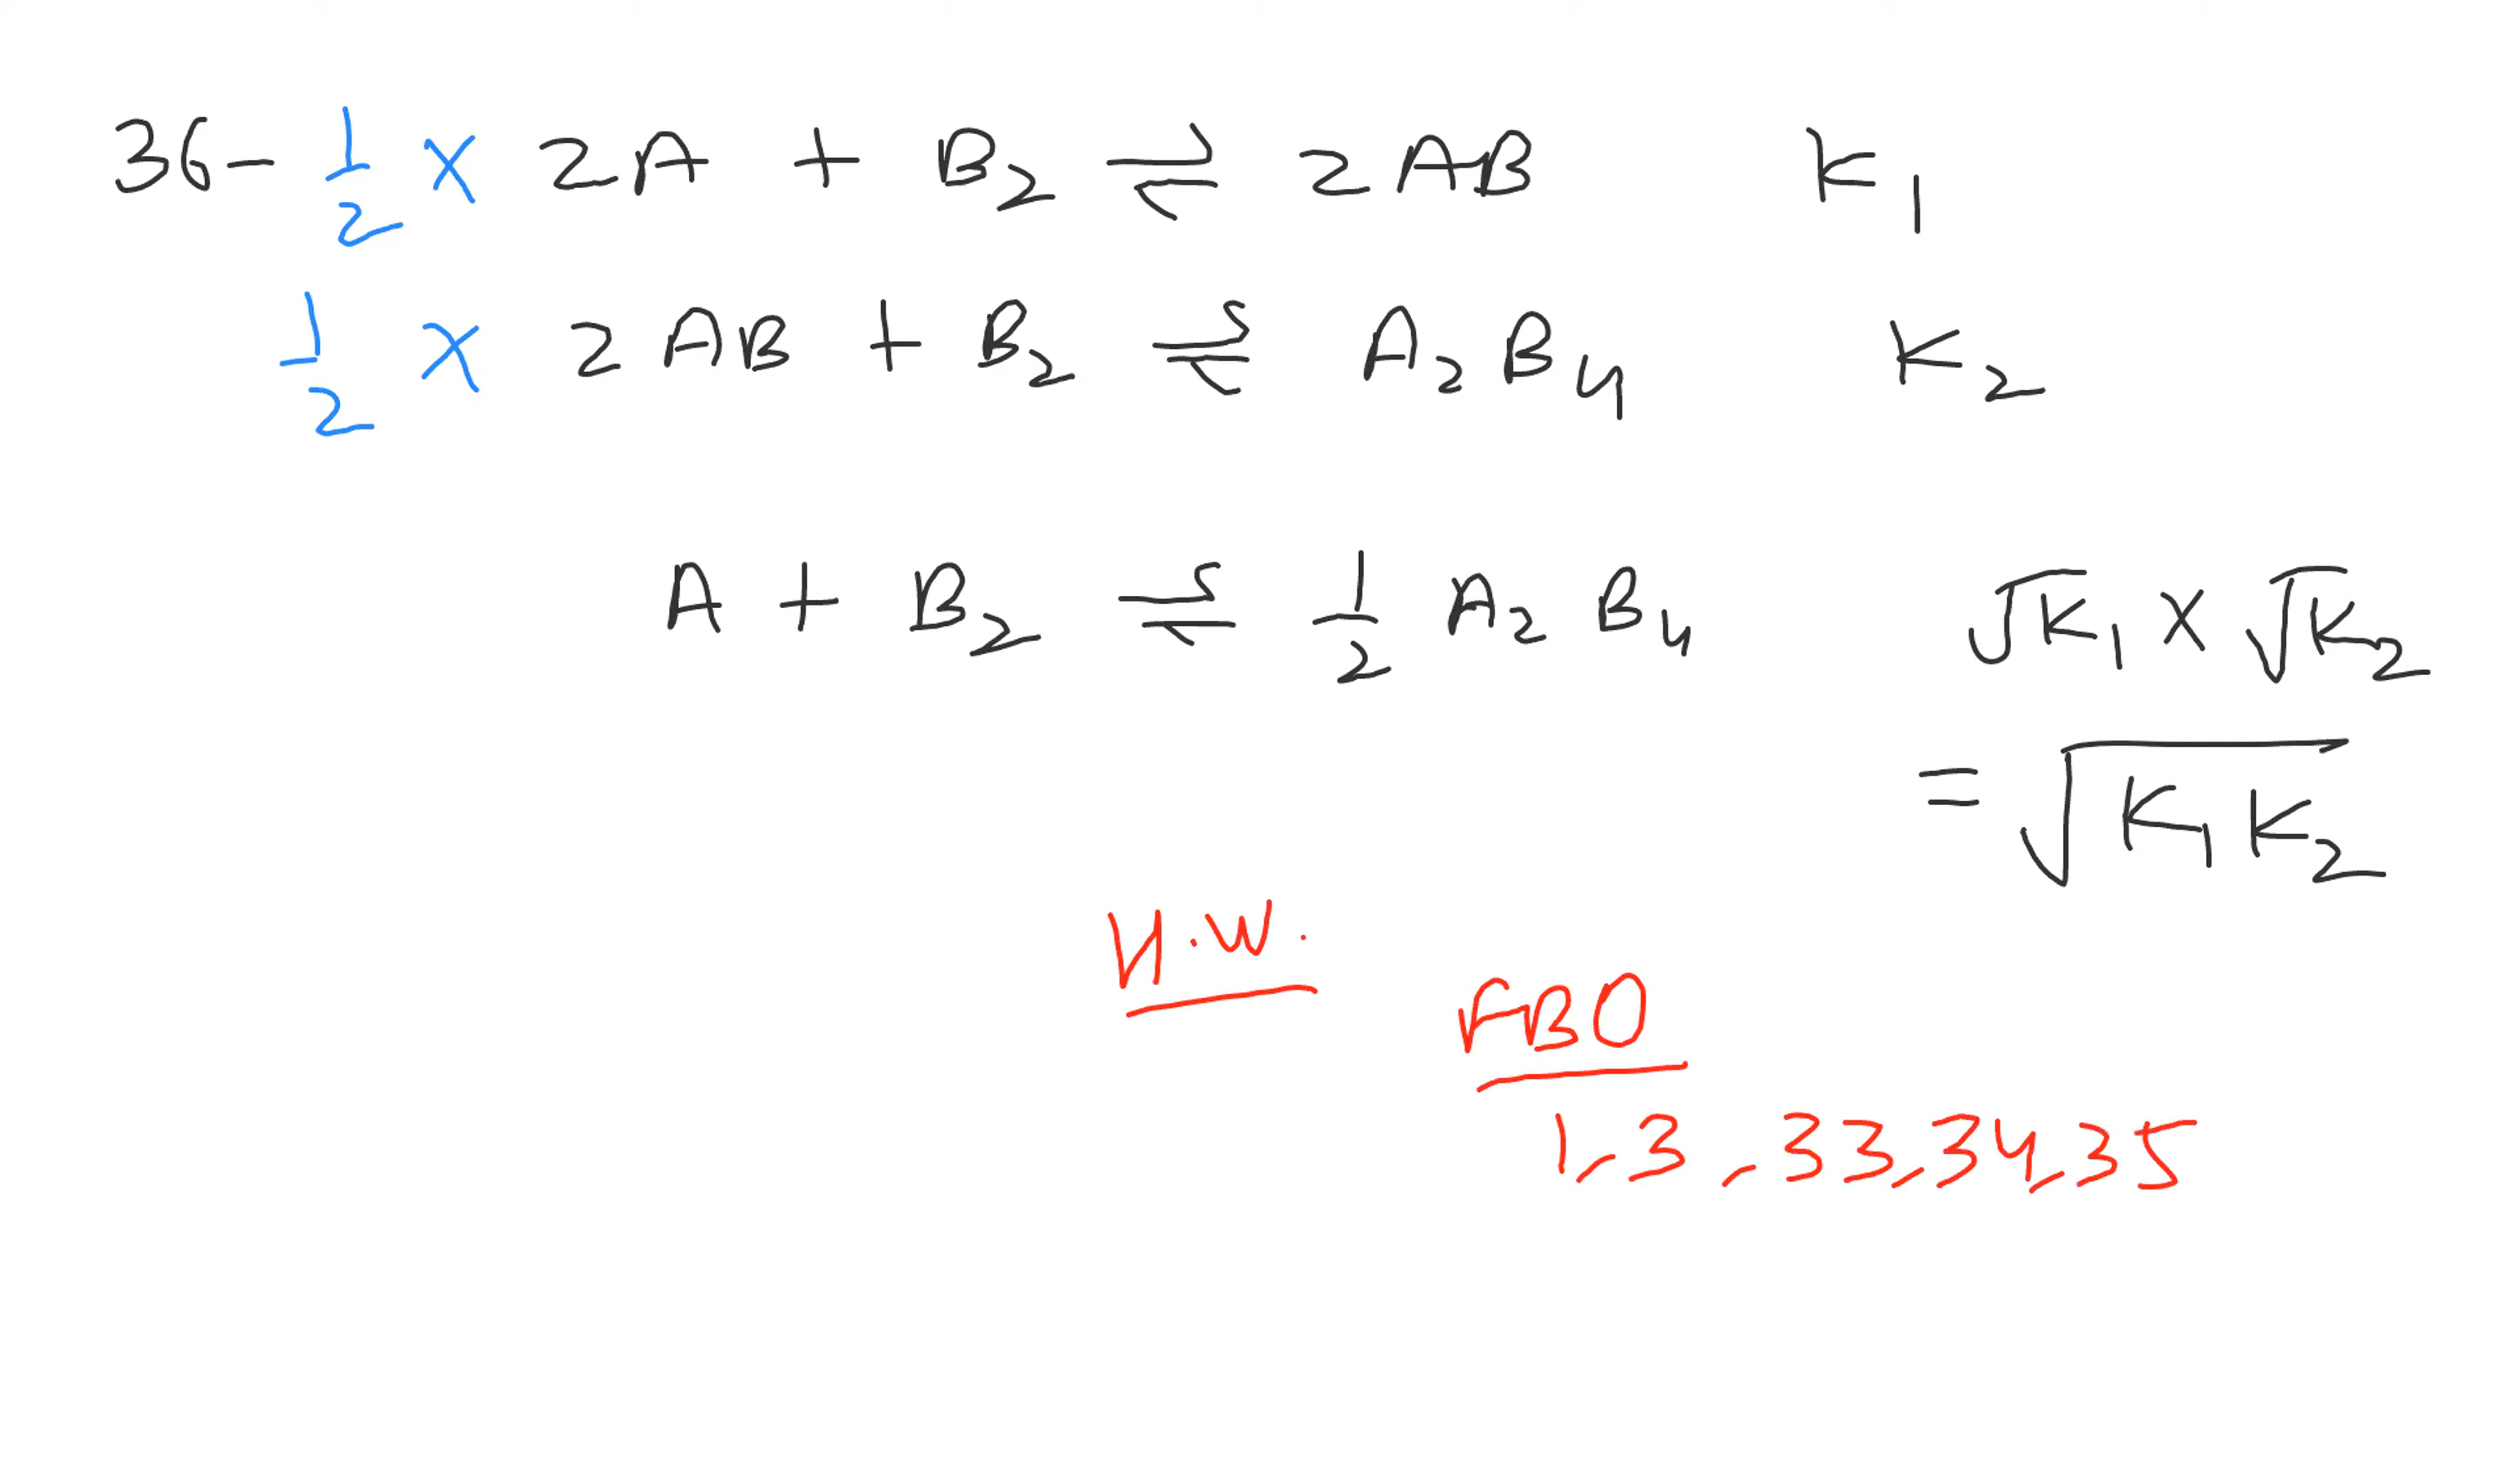 36- 1/2 × 2A + B₂ ⇌ 2AB K₁
1/2 × 2AB + B₂ ⇌ A₂B₄ K₂
A + B₂ ⇌ 1/2 A₂B₄ √K₁ × √K₂
= √K₁K₂
H.W.
FBO
1, 3, 33, 34, 35